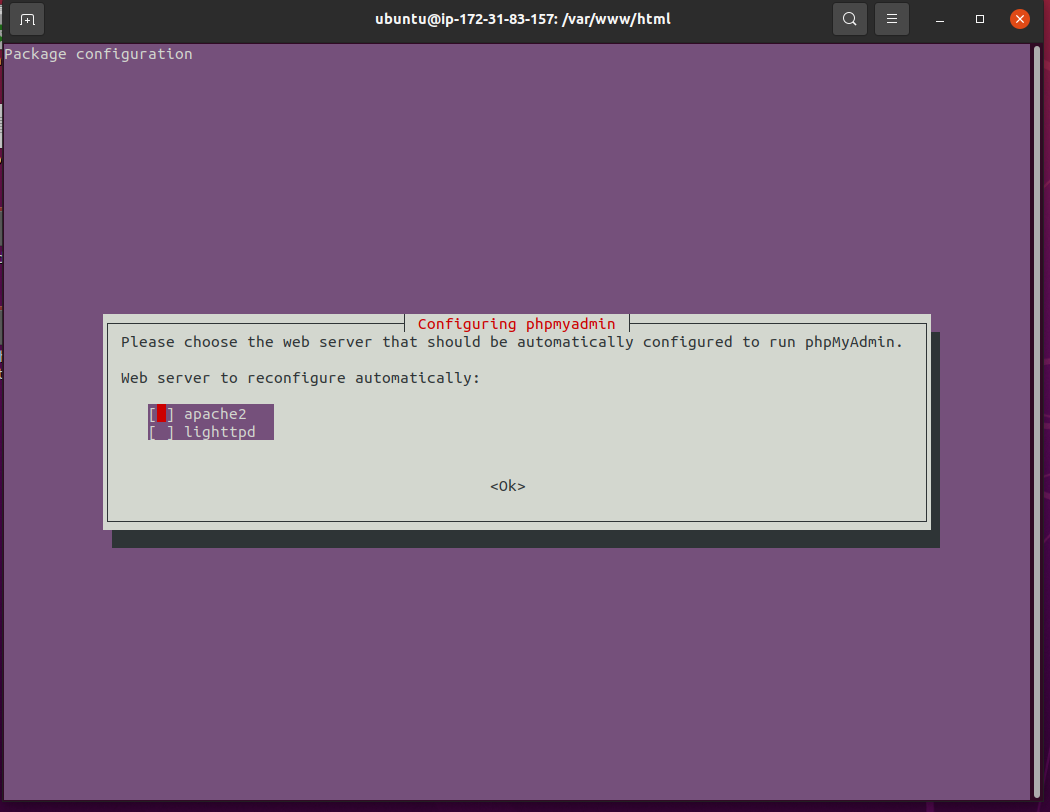 ubuntu@ip-172-31-83-157: /var/www/html
Package configuration
Configuring phpmyadmin
Please choose the web server that should be automatically configured to run phpMyAdmin.
Web server to reconfigure automatically:
[ ] apache2
[ ] lighttpd
<Ok>